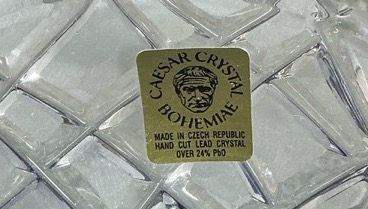 CAESAR CRYSTAL
BOHEMIAE
MADE IN CZECH REPUBLIC
HAND CUT LEAD CRYSTAL
OVER 24% PbO